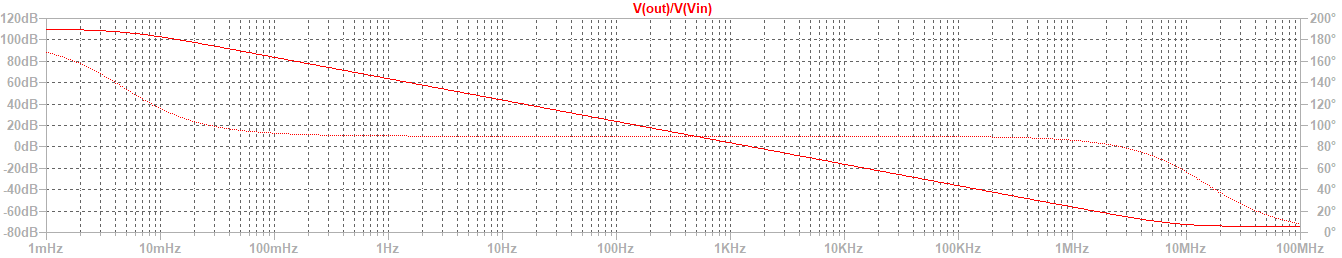 V(out)/V(Vin)
120dB 200°
100dB 180°
80dB 160°
60dB 140°
40dB 120°
20dB 100°
0dB 80°
-20dB 60°
-40dB 40°
-60dB 20°
-80dB 0°
1mHz 10mHz 100mHz 1Hz 10Hz 100Hz 1KHz 10KHz 100KHz 1MHz 10MHz 100MHz